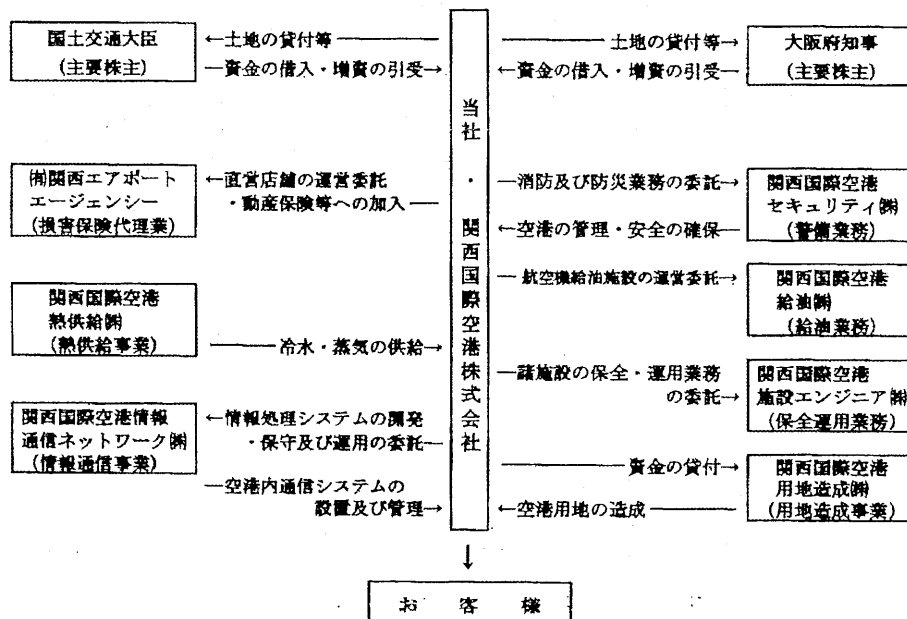 国土交通大臣
(主要株主)
←土地の貸付等
資金の借入・増資の引受→
㈲関西エアポート
エージェンシー
(損害保険代理業)
←直営店舗の運営委託
・動産保険等への加入
関西国際空港
熱供給㈱
(熱供給事業)
冷水・蒸気の供給→
関西国際空港情報
通信ネットワーク㈱
(情報通信事業)
←情報処理システムの開発
・保守及び運用の委託
空港内通信システムの
設置及び管理→
当社・関西国際空港株式会社
土地の貸付等→
←資金の借入・増資の引受
大阪府知事
(主要株主)
消防及び防災業務の委託→
←空港の管理・安全の確保
関西国際空港
セキュリティ㈱
(警備業務)
航空機給油施設の運営委託→
関西国際空港
給油㈱
(給油業務)
諸施設の保全・運用業務
の委託→
関西国際空港
施設エンジニア㈱
(保全運用業務)
資金の貸付→
←空港用地の造成
関西国際空港
用地造成㈱
(用地造成事業)
↓
お客様